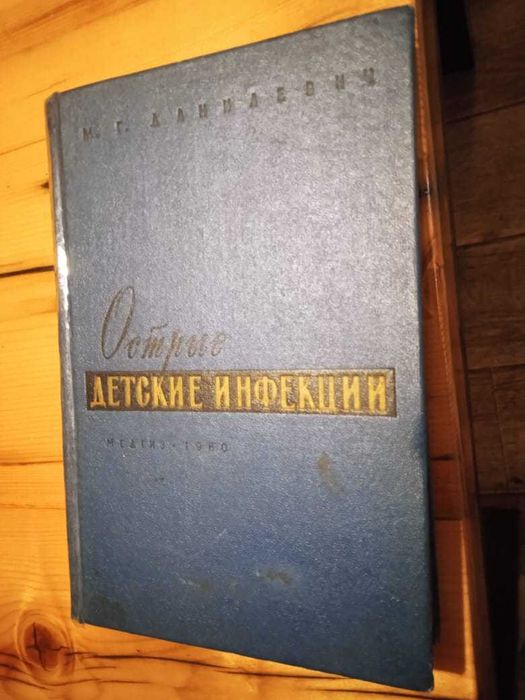 М. Г. ДАНИЛЕВИЧ
Острые
ДЕТСКИЕ ИНФЕКЦИИ
МЕДГИЗ • 1960